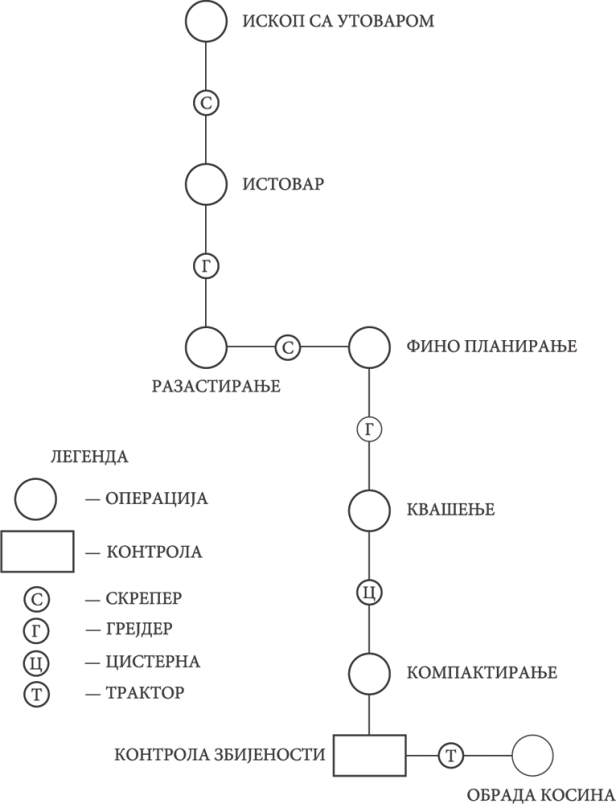 ИСКОП СА УТОВАРОМ
С
ИСТОВАР
Г
С
ФИНО ПЛАНИРАЊЕ
РАЗАСТИРАЊЕ
Г
ЛЕГЕНДА
— ОПЕРАЦИЈА
КВАШЕЊЕ
— КОНТРОЛА
Ц
С — СКРЕПЕР
Г — ГРЕЈДЕР
Ц — ЦИСТЕРНА
Т — ТРАКТОР
КОМПАКТИРАЊЕ
КОНТРОЛА ЗБИЈЕНОСТИ
Т
ОБРАДА КОСИНА